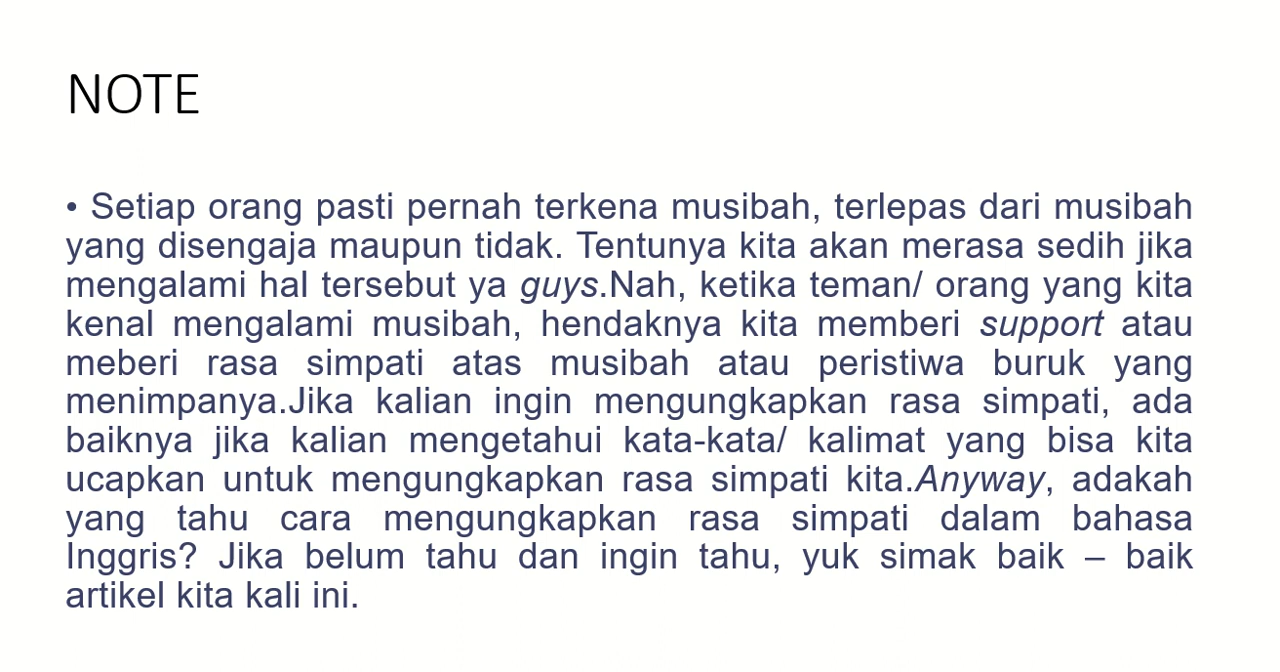 NOTE
• Setiap orang pasti pernah terkena musibah, terlepas dari musibah
yang disengaja maupun tidak. Tentunya kita akan merasa sedih jika
mengalami hal tersebut ya guys.Nah, ketika teman/ orang yang kita
kenal mengalami musibah, hendaknya kita memberi support atau
meberi rasa simpati atas musibah atau peristiwa buruk yang
menimpanya.Jika kalian ingin mengungkapkan rasa simpati, ada
baiknya jika kalian mengetahui kata-kata/ kalimat yang bisa kita
ucapkan untuk mengungkapkan rasa simpati kita.Anyway, adakah
yang tahu cara mengungkapkan rasa simpati dalam bahasa
Inggris? Jika belum tahu dan ingin tahu, yuk simak baik – baik
artikel kita kali ini.